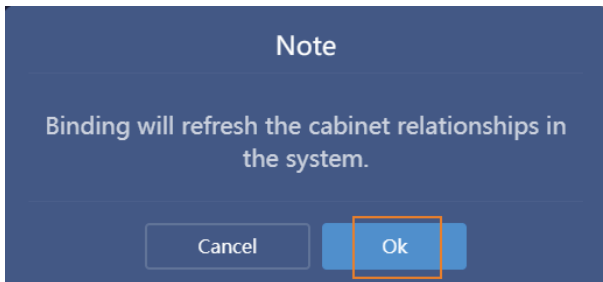 Note
Binding will refresh the cabinet relationships in
the system.
Cancel
Ok